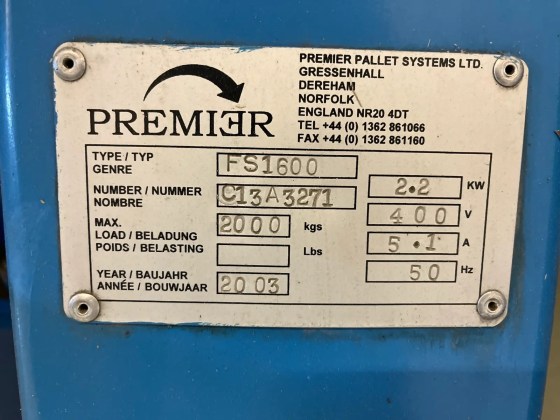 PREMIER
PREMIER PALLET SYSTEMS LTD.
GRESSENHALL
DEREHAM
NORFOLK
ENGLAND NR20 4DT
TEL +44 (0) 1362 861066
FAX +44 (0) 1362 861160
TYPE / TYP
GENRE
FS1600
NUMBER / NUMMER
NOMBRE
C13A3271
MAX.
LOAD / BELADUNG
POIDS / BELASTING
2000 kgs
Lbs
YEAR / BAUJAHR
ANNÉE / BOUWJAAR
2003
2.2 KW
400 V
5.1 A
50 Hz